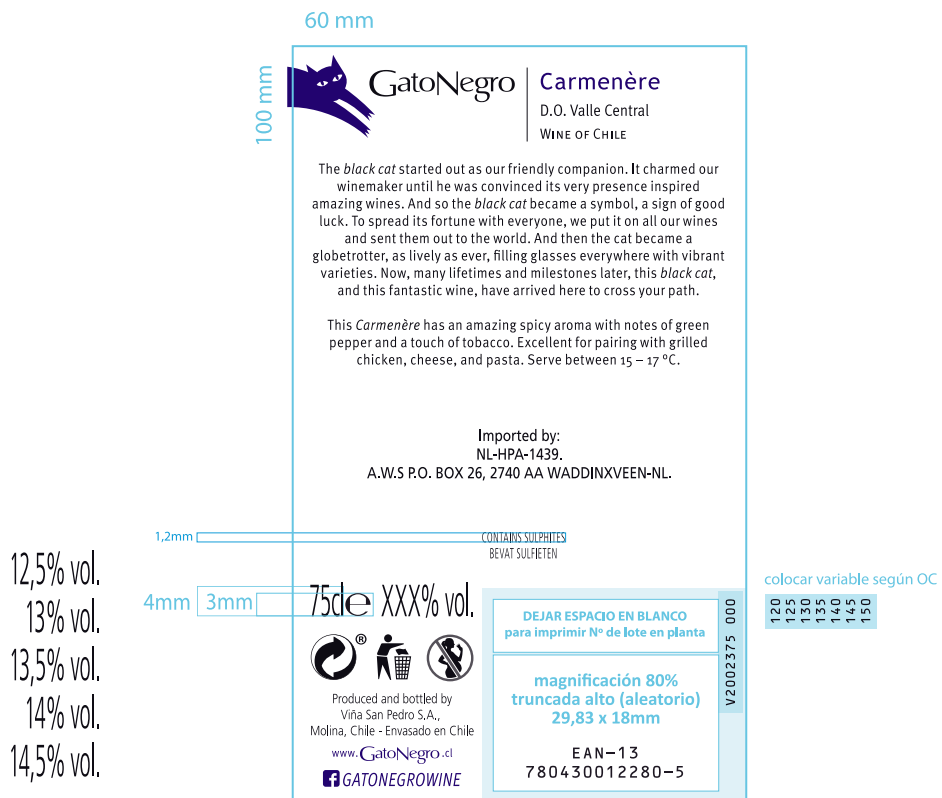 60 mm
100 mm
GatoNegro
Carmenère
D.O. Valle Central
WINE OF CHILE
The black cat started out as our friendly companion. It charmed our
winemaker until he was convinced its very presence inspired
amazing wines. And so the black cat became a symbol, a sign of good
luck. To spread its fortune with everyone, we put it on all our wines
and sent them out to the world. And then the cat became a
globetrotter, as lively as ever, filling glasses everywhere with vibrant
varieties. Now, many lifetimes and milestones later, this black cat,
and this fantastic wine, have arrived here to cross your path.
This Carmenère has an amazing spicy aroma with notes of green
pepper and a touch of tobacco. Excellent for pairing with grilled
chicken, cheese, and pasta. Serve between 15 – 17 °C.
Imported by:
NL-HPA-1439.
A.W.S P.O. BOX 26, 2740 AA WADDINXVEEN-NL.
1,2mm
CONTAINS SULPHITES
BEVAT SULFIETEN
12,5% vol.
13% vol.
13,5% vol.
14% vol.
14,5% vol.
4mm
3mm
75cl e XXX% vol.
®
Produced and bottled by
Viña San Pedro S.A.,
Molina, Chile - Envasado en Chile
www.GatoNegro.cl
f GATONEGROWINE
DEJAR ESPACIO EN BLANCO
para imprimir Nº de lote en planta
magnificación 80%
truncada alto (aleatorio)
29,83 x 18mm
EAN-13
780430012280-5
V2002375 000
colocar variable según OC
120
125
130
135
140
145
150